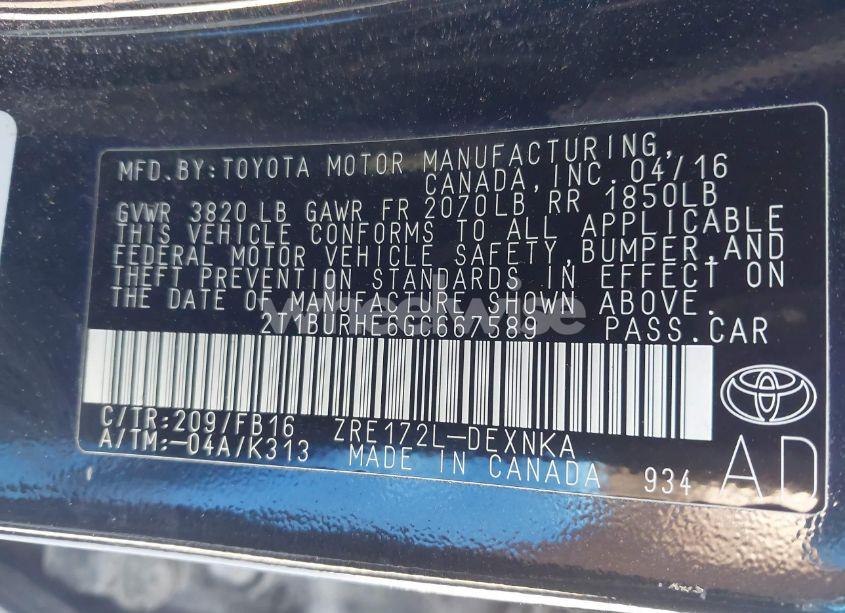 MFD.BY:TOYOTA MOTOR MANUFACTURING,
CANADA,INC. 04/16
GVWR 3820 LB GAWR FR 2070LB RR 1850LB
THIS VEHICLE CONFORMS TO ALL APPLICABLE
FEDERAL MOTOR VEHICLE SAFETY,BUMPER,AND
THEFT PREVENTION STANDARDS IN EFFECT ON
THE DATE OF MANUFACTURE SHOWN ABOVE.
2T1BURHE6GC667589 PASS.CAR
C/TR:209/FB16 ZRE172L-DEXNKA
A/TM:-04A/K313 MADE IN CANADA 934 AD